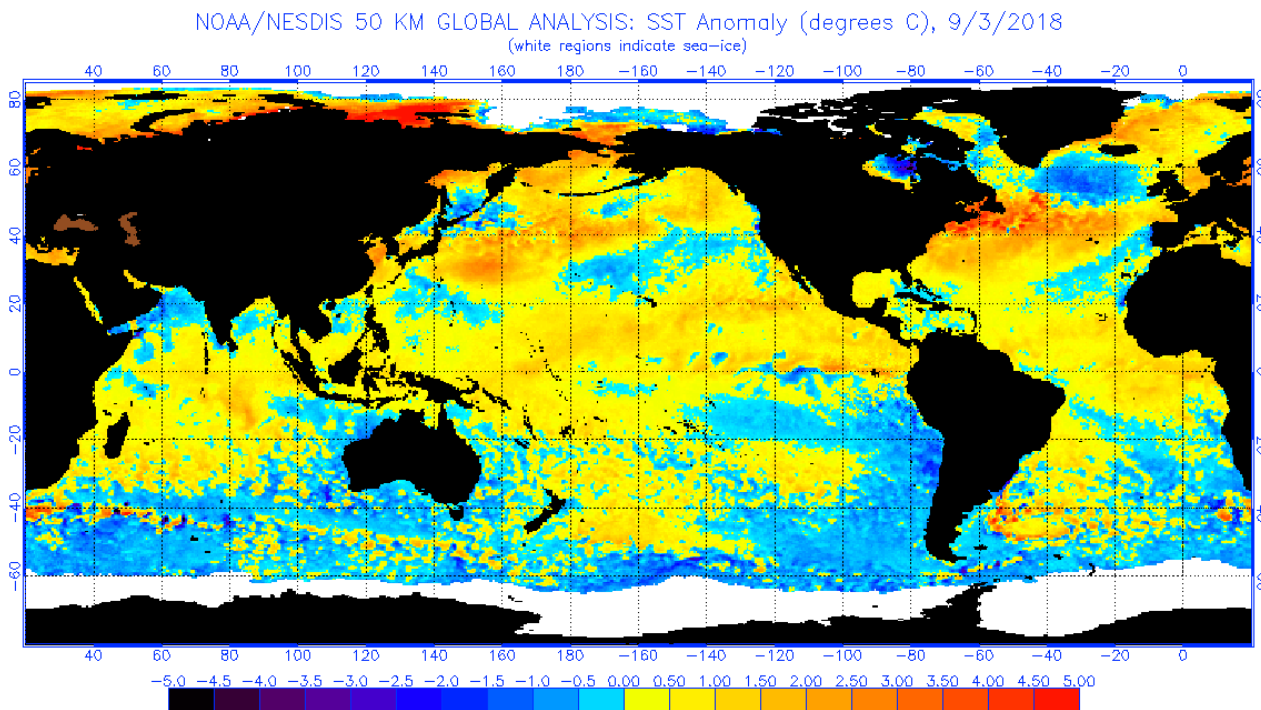 NOAA/NESDIS 50 KM GLOBAL ANALYSIS: SST Anomaly (degrees C), 9/3/2018
(white regions indicate sea-ice)
40 60 80 100 120 140 160 180 -160 -140 -120 -100 -80 -60 -40 -20 0
80
60
40
20
0
-20
-40
-60
40 60 80 100 120 140 160 180 -160 -140 -120 -100 -80 -60 -40 -20 0
-5.0 -4.5 -4.0 -3.5 -3.0 -2.5 -2.0 -1.5 -1.0 -0.5 0.00 0.50 1.00 1.50 2.00 2.50 3.00 3.50 4.00 4.50 5.00